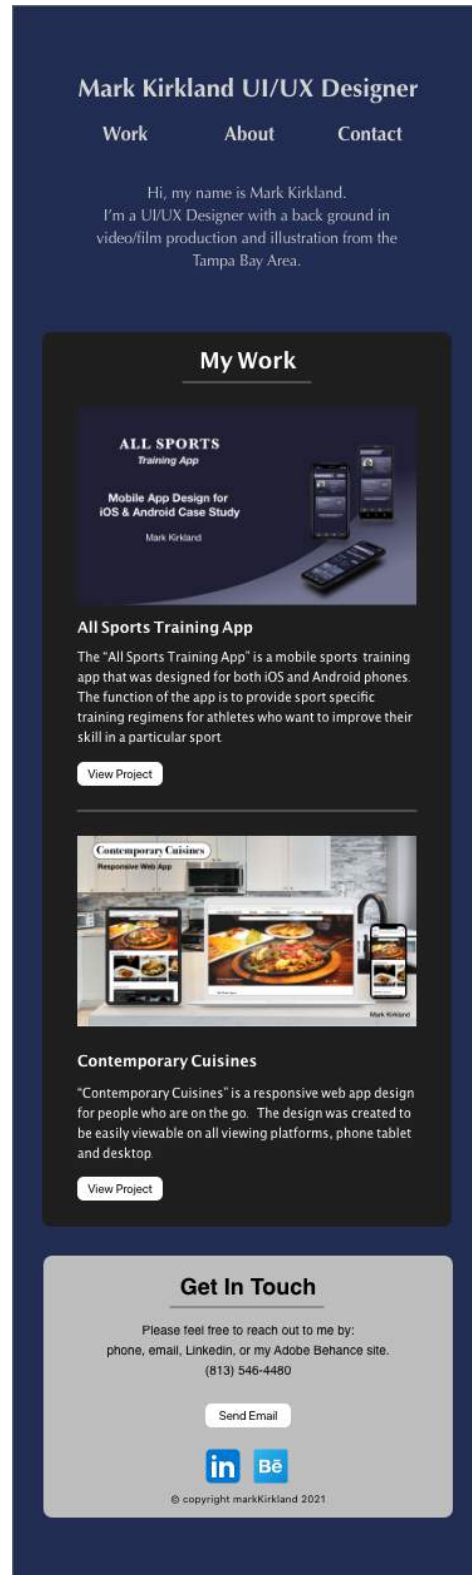 Mark Kirkland UI/UX Designer
Work About Contact
Hi, my name is Mark Kirkland.
I'm a UI/UX Designer with a back ground in
video/film production and illustration from the
Tampa Bay Area.
My Work
ALL SPORTS
Training App
Mobile App Design for
iOS & Android Case Study
Mark Kirkland
All Sports Training App
The “All Sports Training App” is a mobile sports training
app that was designed for both iOS and Android phones.
The function of the app is to provide sport specific
training regimens for athletes who want to improve their
skill in a particular sport.
View Project
Contemporary Cuisines
Responsive Web App
Mark Kirkland
Contemporary Cuisines
“Contemporary Cuisines” is a responsive web app design
for people who are on the go. The design was created to
be easily viewable on all viewing platforms, phone tablet
and desktop.
View Project
Get In Touch
Please feel free to reach out to me by:
phone, email, Linkedin, or my Adobe Behance site.
(813) 546-4480
Send Email
in Bē
© copyright markKirkland 2021